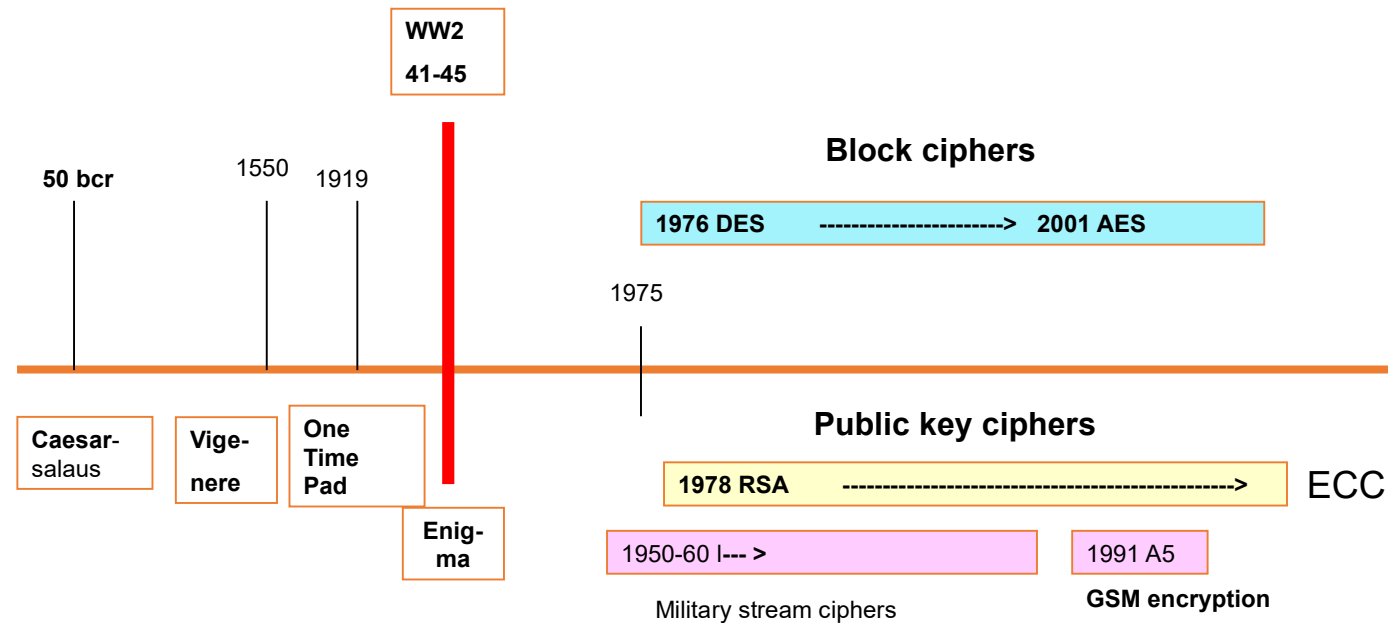 WW2
41-45
Block ciphers
50 bcr
1550
1919
1976 DES -----------------------> 2001 AES
1975
Caesar-
salaus
Vige-
nere
One
Time
Pad
Public key ciphers
1978 RSA -------------------------------------------------> ECC
Enig-
ma
1950-60 I--- >
1991 A5
Military stream ciphers
GSM encryption